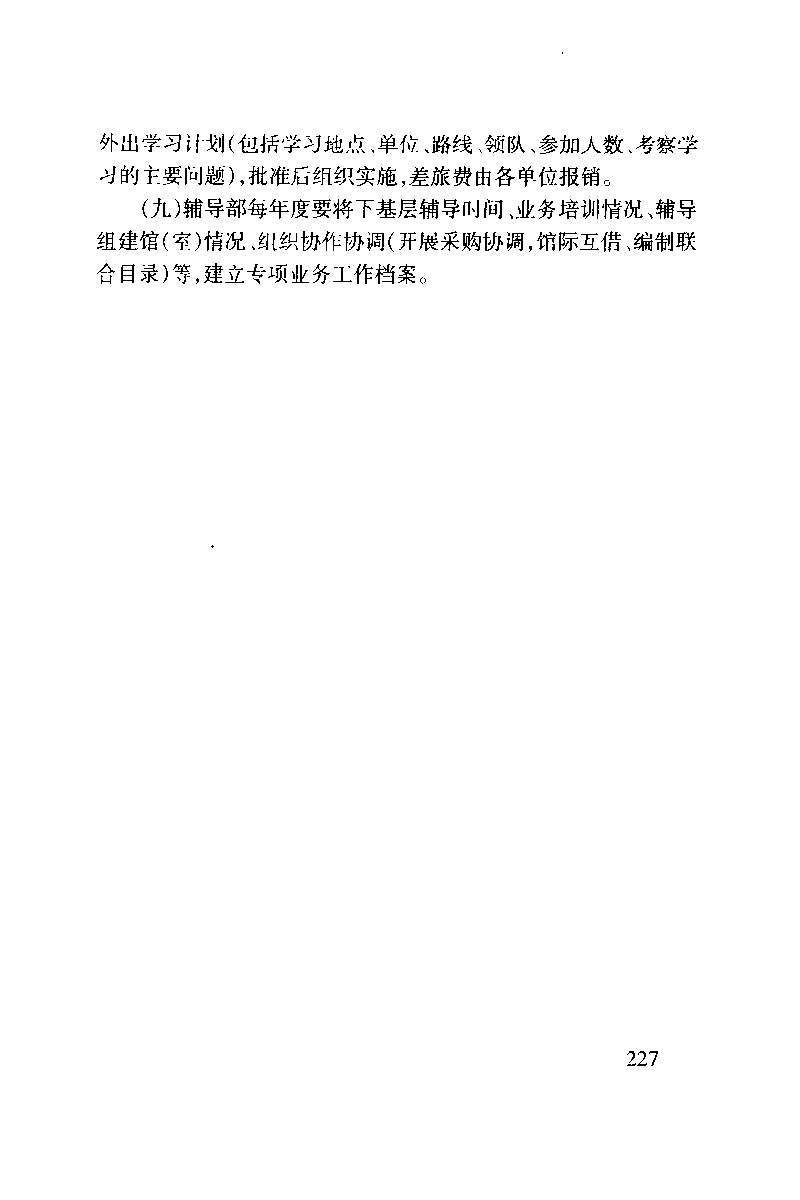 外出学习计划(包括学习地点、单位、路线、领队、参加人数、考察学
习的主要问题),批准后组织实施,差旅费由各单位报销。
(九)辅导部每年度要将下基层辅导时间、业务培训情况、辅导
组建馆(室)情况、组织协作协调(开展采购协调,馆际互借、编制联
合目录)等,建立专项业务工作档案。
227